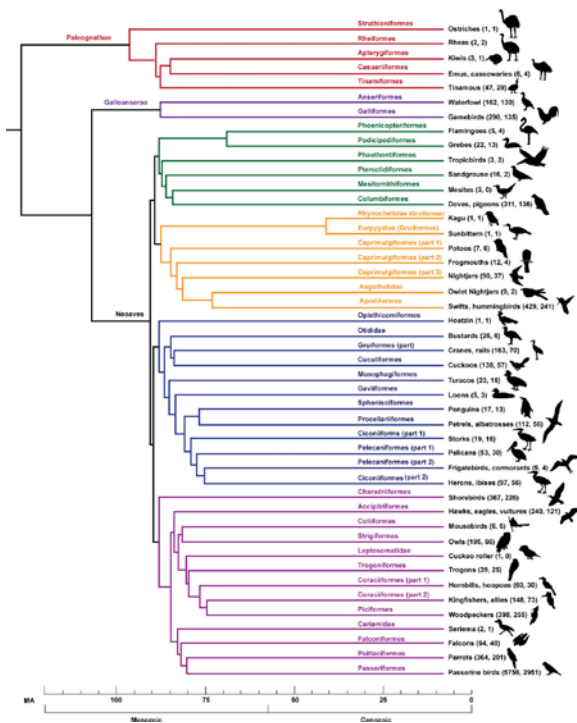 Struthioniformes
Ostriches (1, 1)
Paleognathae
Rheiformes
Rheas (2, 2)
Apterygiformes
Kiwis (3, 1)
Casuariiformes
Emus, cassowaries (6, 4)
Tinamiformes
Tinamous (47, 29)
Anseriformes
Waterfowl (162, 130)
Galloanserae
Galliformes
Gamebirds (290, 135)
Phoenicopteriformes
Flamingoes (5, 4)
Podicipediformes
Grebes (22, 13)
Phaethontiformes
Tropicbirds (3, 3)
Pteroclidiformes
Sandgrouse (16, 2)
Mesitornithiformes
Mesites (3, 0)
Columbiformes
Doves, pigeons (311, 136)
Rhynochetidae (Gruiformes)
Kagu (1, 1)
Eurpygidae (Gruiformes)
Sunbittern (1, 1)
Caprimulgiformes (part 1)
Potoos (7, 6)
Caprimulgiformes (part 2)
Frogmouths (12, 4)
Caprimulgiformes (part 3)
Nightjars (90, 37)
Aegothelidae
Owlet Nightjars (9, 2)
Apodiformes
Swifts, hummingbirds (429, 241)
Neoaves
Opisthocomiformes
Hoatzin (1, 1)
Otididae
Bustards (26, 6)
Gruiformes (part)
Cranes, rails (163, 70)
Cuculiformes
Cuckoos (138, 57)
Musophagiformes
Turacos (23, 16)
Gaviiformes
Loons (5, 3)
Sphenisciformes
Penguins (17, 13)
Procellariiformes
Petrels, albatrosses (112, 56)
Ciconiiforms (part 1)
Storks (19, 16)
Pelecaniformes (part 1)
Pelicans (53, 30)
Pelecaniformes (part 2)
Frigatebirds, cormorants (9, 4)
Ciconiiformes (part 2)
Herons, ibises (97, 56)
Charadriiformes
Shorebirds (367, 226)
Accipitriformes
Hawks, eagles, vultures (240, 121)
Coliiformes
Mousebirds (6, 5)
Strigiformes
Owls (195, 66)
Leptosomatidae
Cuckoo roller (1, 0)
Trogoniformes
Trogons (39, 25)
Coraciiformes (part 1)
Hornbills, hoopoes (60, 30)
Coraciiformes (part 2)
Kingfishers, allies (148, 73)
Piciformes
Woodpeckers (398, 255)
Cariamidae
Seriema (2, 1)
Falconiformes
Falcons (64, 40)
Psittaciformes
Parrots (364, 201)
Passeriformes
Passerine birds (5756, 2951)
MA 100 75 50 25 0
Mesozoic Cenozoic